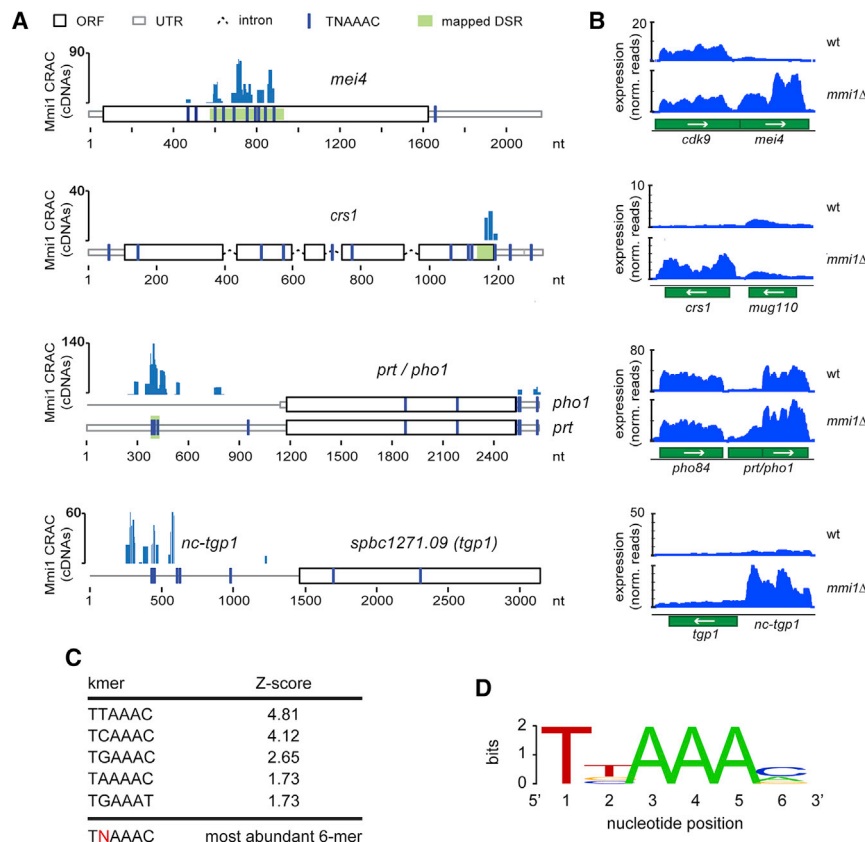 A
ORF
UTR
intron
TNAAAC
mapped DSR
Mmi1 CRAC
(cDNAs)
90
mei4
1 400 800 1200 1600 2000 nt
Mmi1 CRAC
(cDNAs)
40
crs1
1 200 400 600 800 1000 1200 nt
Mmi1 CRAC
(cDNAs)
140
prt / pho1
pho1
prt
1 300 600 900 1200 1500 1800 2100 2400 nt
Mmi1 CRAC
(cDNAs)
60
nc-tgp1
spbc1271.09 (tgp1)
1 500 1000 1500 2000 2500 3000 nt
B
expression
(norm. reads)
20
0
wt
mmi1Δ
cdk9 mei4
expression
(norm. reads)
10
0
wt
mmi1Δ
crs1 mug110
expression
(norm. reads)
80
0
wt
mmi1Δ
pho84 prt/pho1
expression
(norm. reads)
50
0
wt
mmi1Δ
tgp1 nc-tgp1
C
kmer Z-score
TTAAAC 4.81
TCAAAC 4.12
TGAAAC 2.65
TAAAAC 1.73
TGAAAT 1.73
TNAAAC most abundant 6-mer
D
bits
2
1
0
T T A A A C
5' 1 2 3 4 5 6 3'
nucleotide position